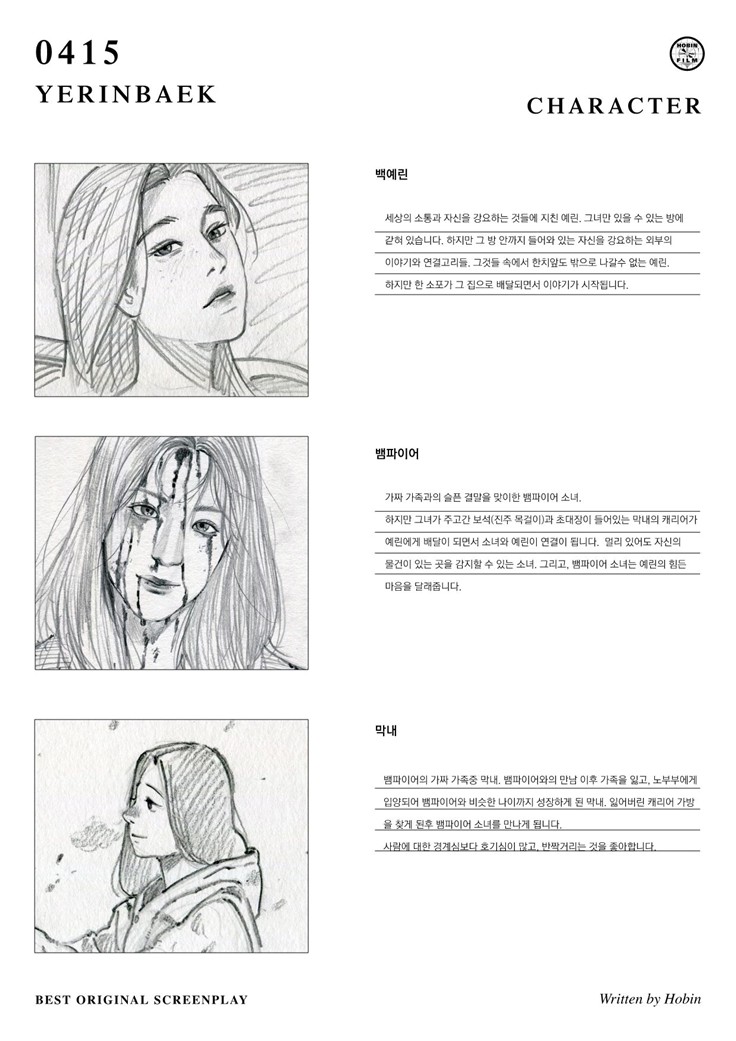 0415
YERINBAEK
HOBIN
FILM
CHARACTER
백예린
세상의 소통과 자신을 강요하는 것들에 지친 예린. 그녀만 있을 수 있는 방에
갇혀 있습니다. 하지만 그 방 안까지 들어와 있는 자신을 강요하는 외부의
이야기와 연결고리들. 그것들 속에서 한치앞도 밖으로 나갈수 없는 예린.
하지만 한 소포가 그 집으로 배달되면서 이야기가 시작됩니다.
뱀파이어
가짜 가족과의 슬픈 결말을 맞이한 뱀파이어 소녀.
하지만 그녀가 주고간 보석(진주 목걸이)과 초대장이 들어있는 막내의 캐리어가
예린에게 배달이 되면서 소녀와 예린이 연결이 됩니다. 멀리 있어도 자신의
물건이 있는 곳을 감지할 수 있는 소녀. 그리고, 뱀파이어 소녀는 예린의 힘든
마음을 달래줍니다.
막내
뱀파이어의 가짜 가족중 막내. 뱀파이어와의 만남 이후 가족을 잃고, 노부부에게
입양되어 뱀파이어와 비슷한 나이까지 성장하게 된 막내. 잃어버린 캐리어 가방
을 찾게 된후 뱀파이어 소녀를 만나게 됩니다.
사람에 대한 경계심보다 호기심이 많고, 반짝거리는 것을 좋아합니다.
BEST ORIGINAL SCREENPLAY
Written by Hobin